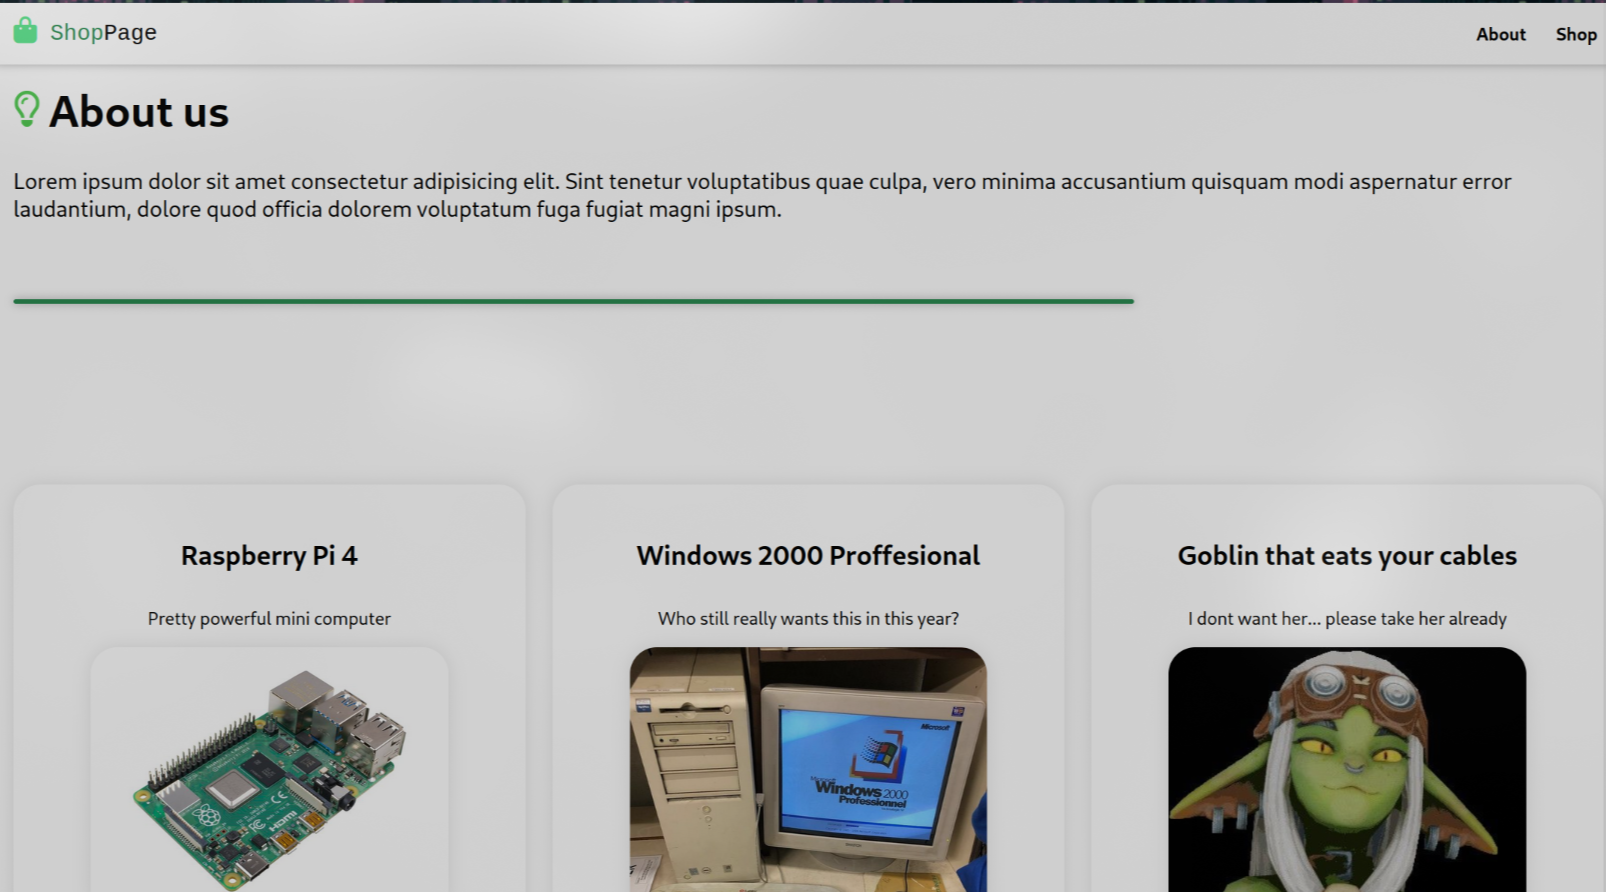 ShopPage
About
Shop
About us
Lorem ipsum dolor sit amet consectetur adipisicing elit. Sint tenetur voluptatibus quae culpa, vero minima accusantium quisquam modi aspernatur error
laudantium, dolore quod officia dolorem voluptatum fuga fugiat magni ipsum.
Raspberry Pi 4
Windows 2000 Proffesional
Goblin that eats your cables
Pretty powerful mini computer
Who still really wants this in this year?
I dont want her... please take her already
HDMI
Microsoft
Microsoft
Windows 2000
Professionnel